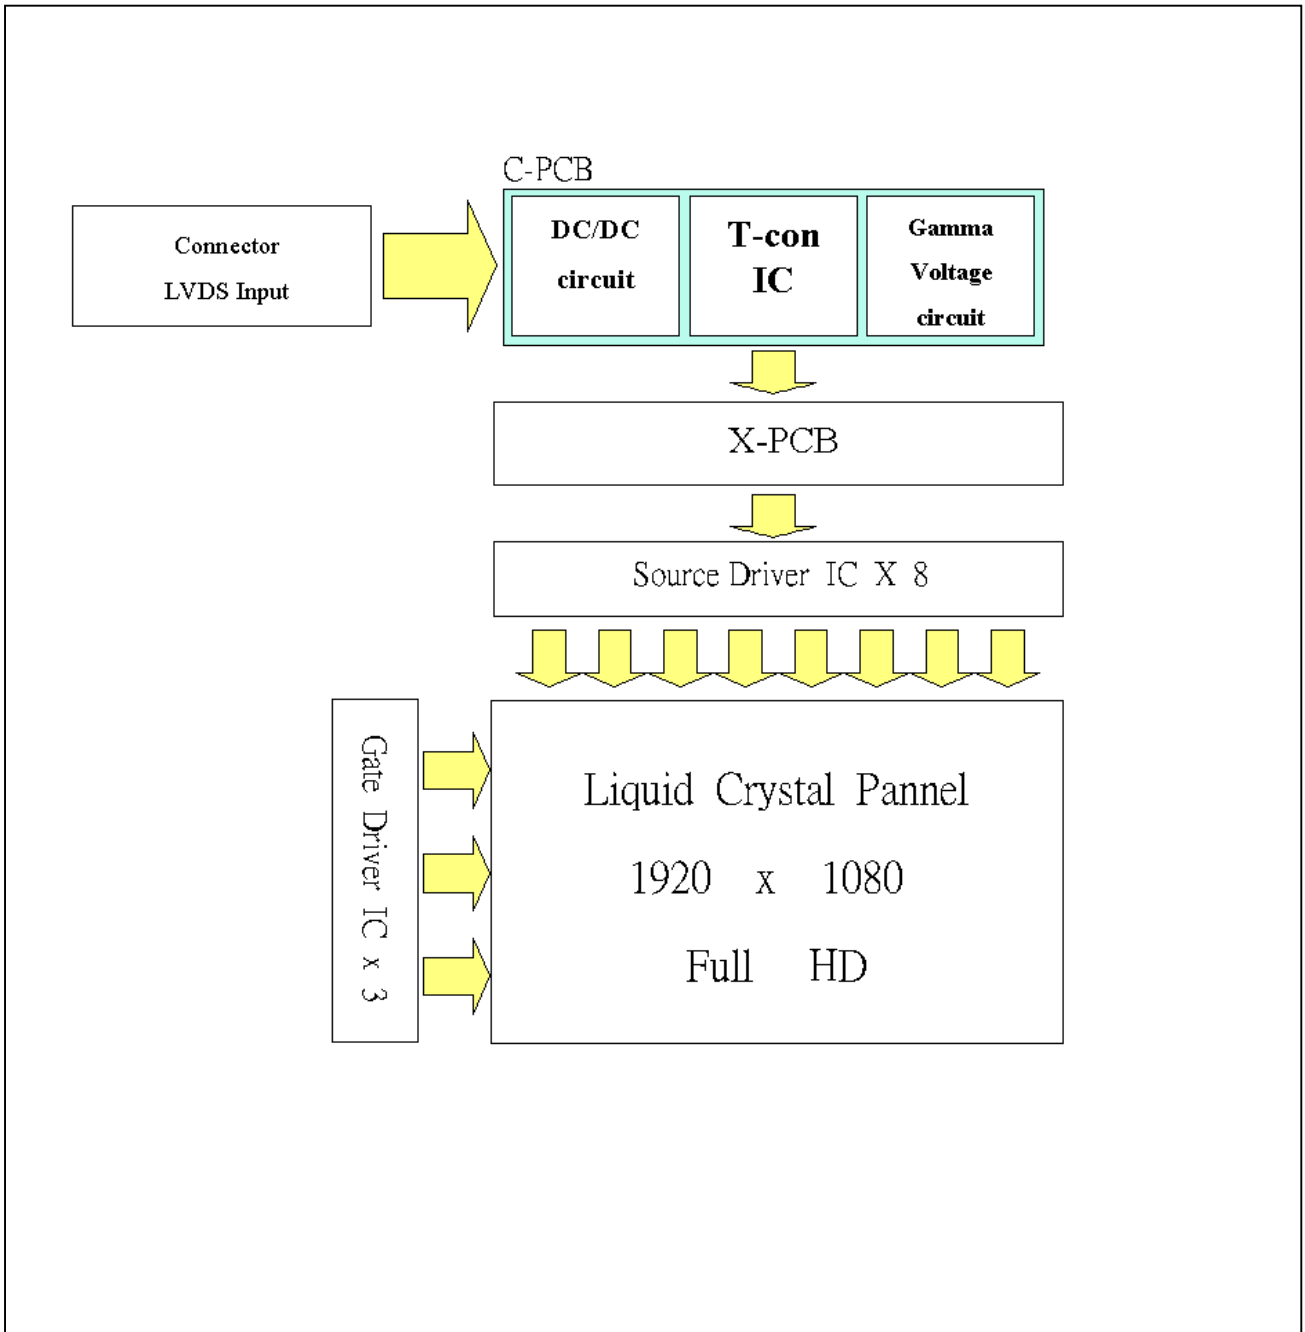 C-PCB
Connector
LVDS Input
DC/DC
circuit
T-con
IC
Gamma
Voltage
circuit
X-PCB
Source Driver IC X 8
Gate Driver IC x 3
Liquid Crystal Pannel
1920 x 1080
Full HD